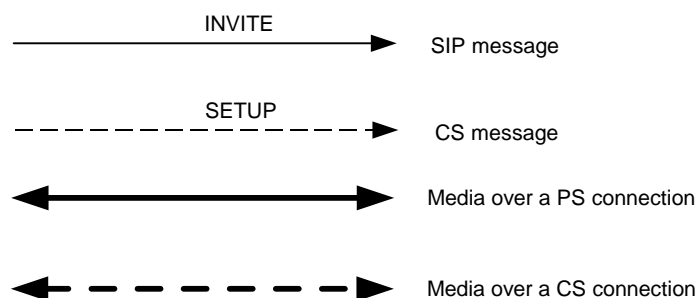 INVITE
SIP message
SETUP
CS message
Media over a PS connection
Media over a CS connection